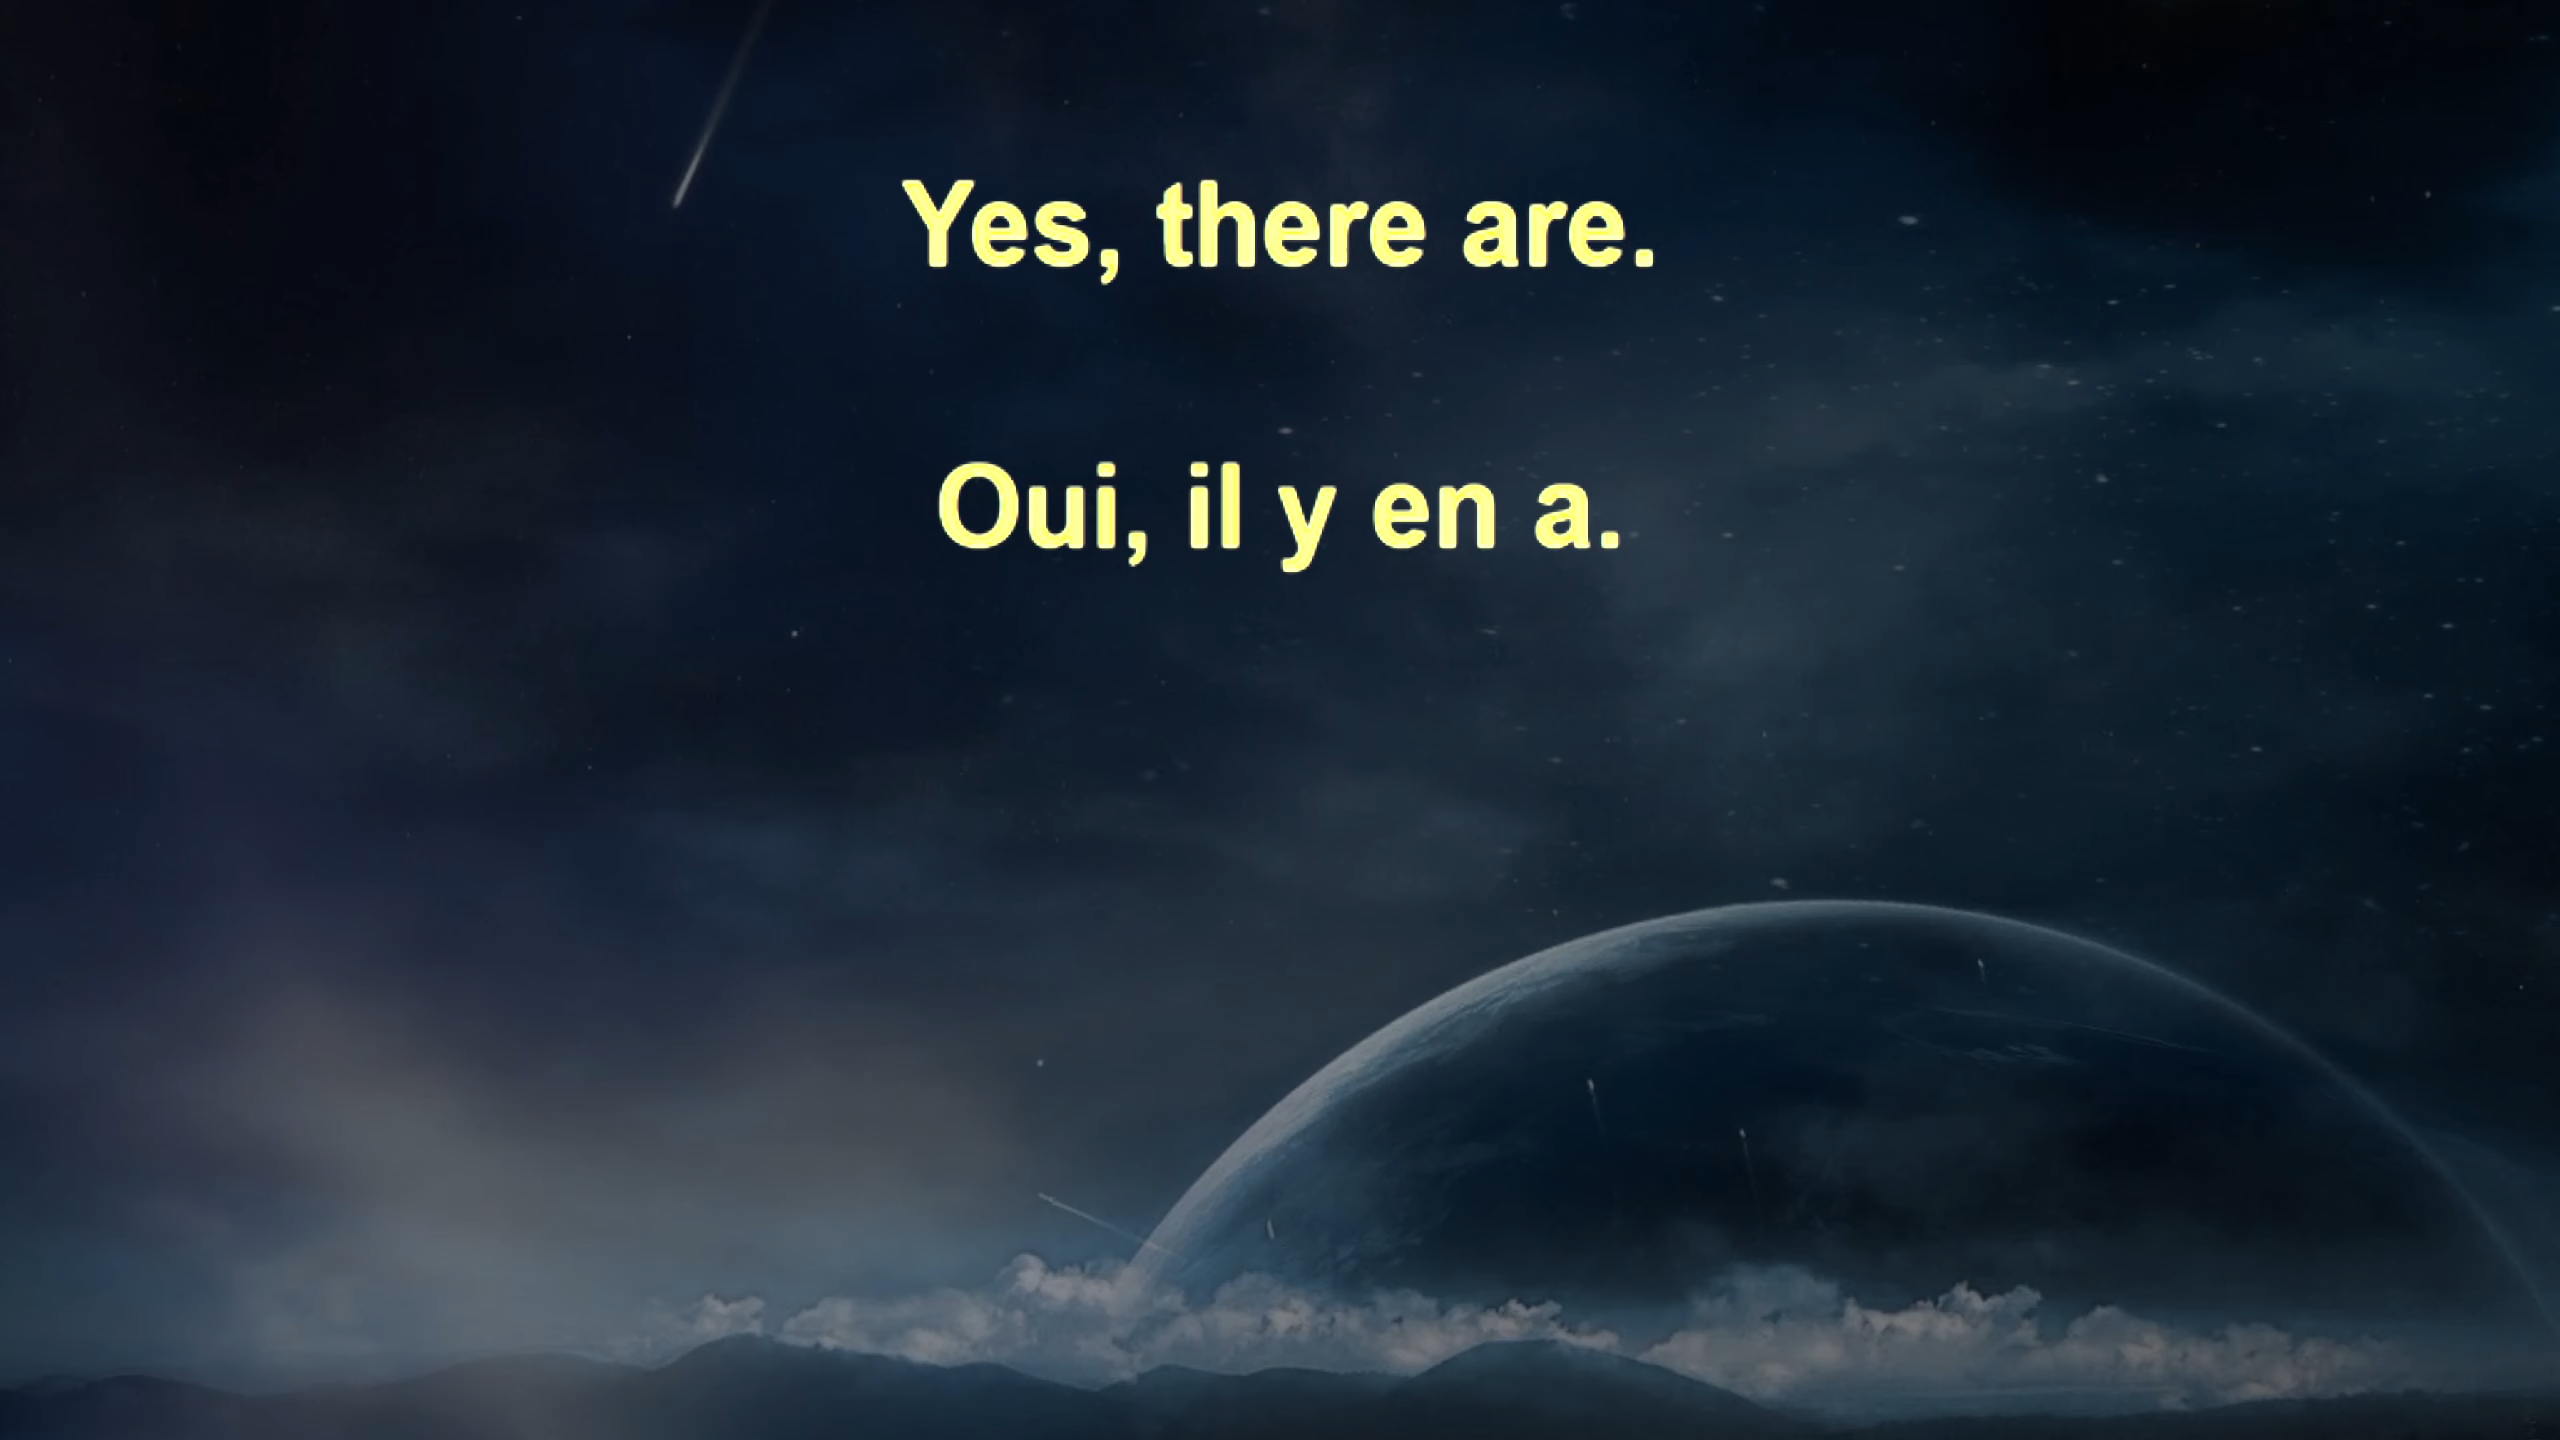 Yes, there are.
Oui, il y en a.